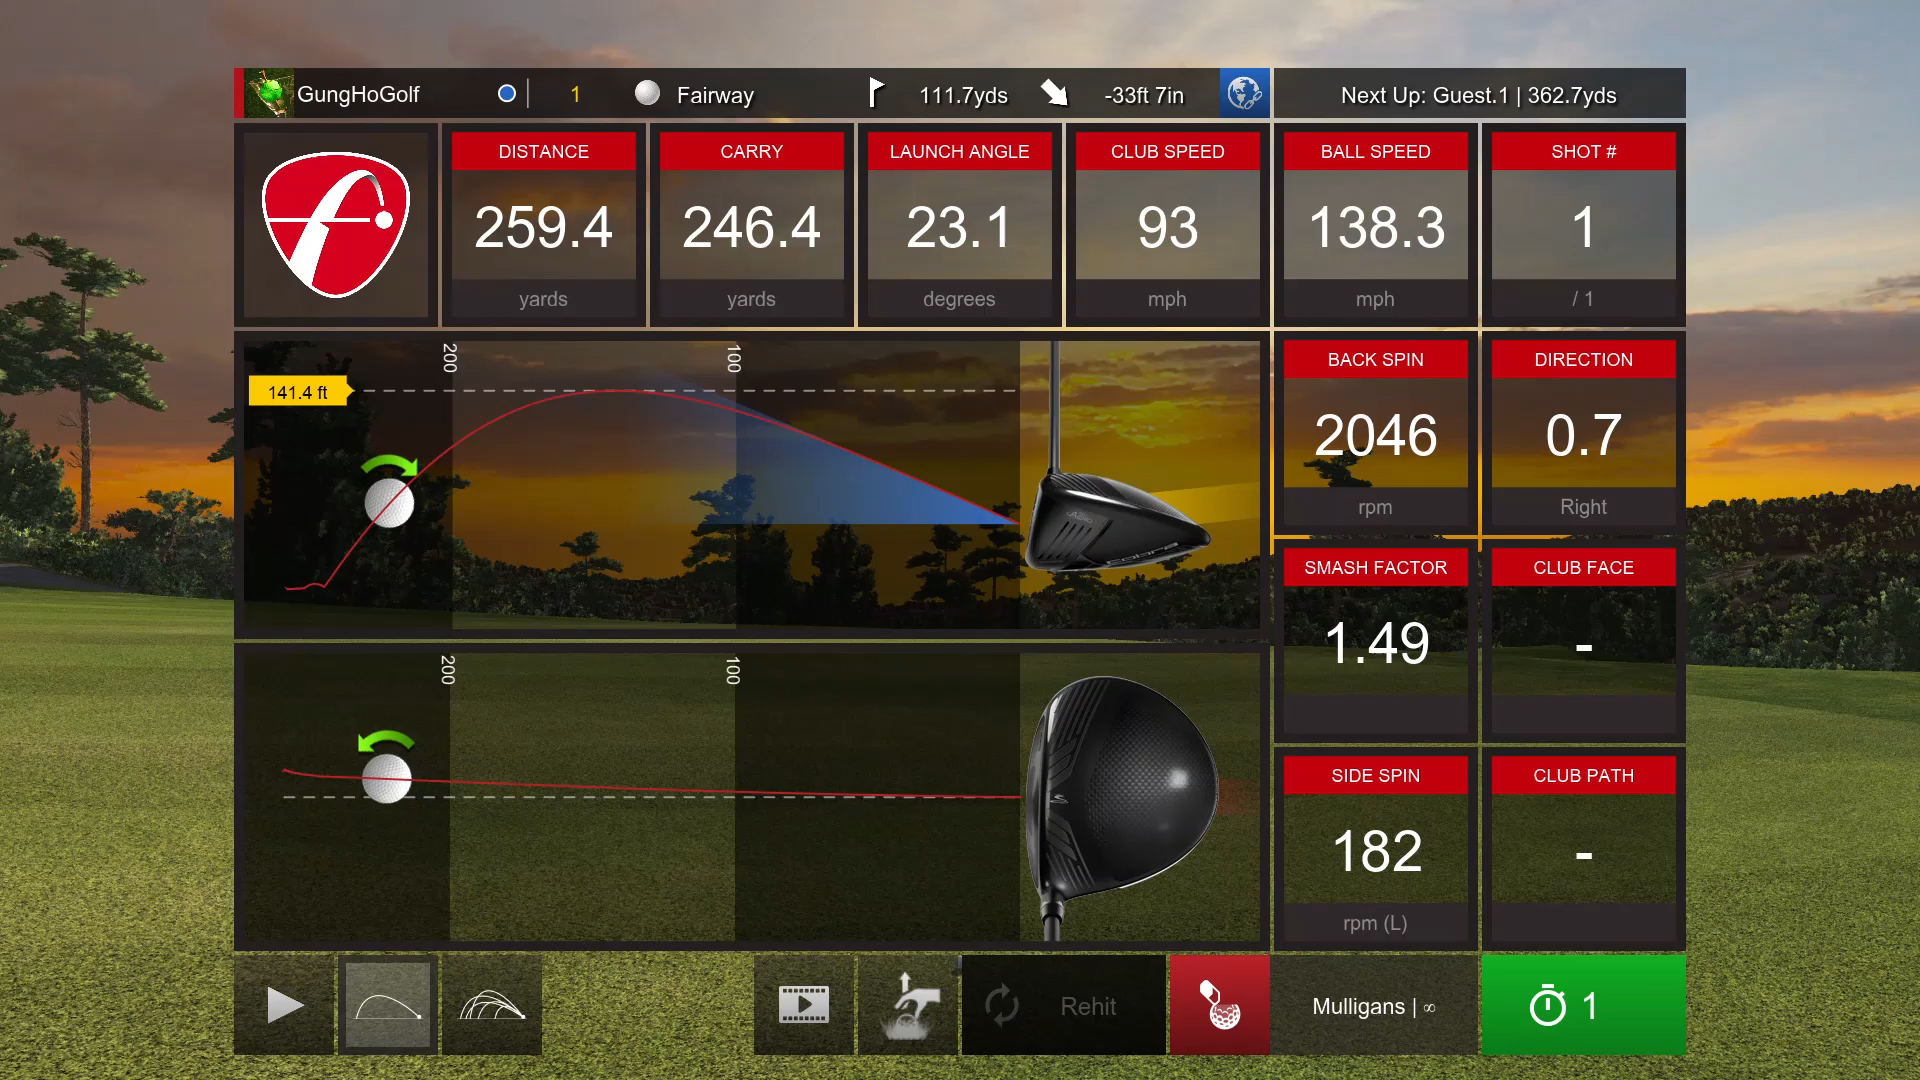 GungHoGolf
1
Fairway
111.7yds
-33ft 7in
Next Up: Guest.1 | 362.7yds
DISTANCE
259.4
yards
CARRY
246.4
yards
LAUNCH ANGLE
23.1
degrees
CLUB SPEED
93
mph
BALL SPEED
138.3
mph
SHOT #
1
/ 1
200
100
141.4 ft
BACK SPIN
2046
rpm
DIRECTION
0.7
Right
SMASH FACTOR
1.49
CLUB FACE
-
200
100
SIDE SPIN
182
rpm (L)
CLUB PATH
-
Rehit
Mulligans | ∞
1